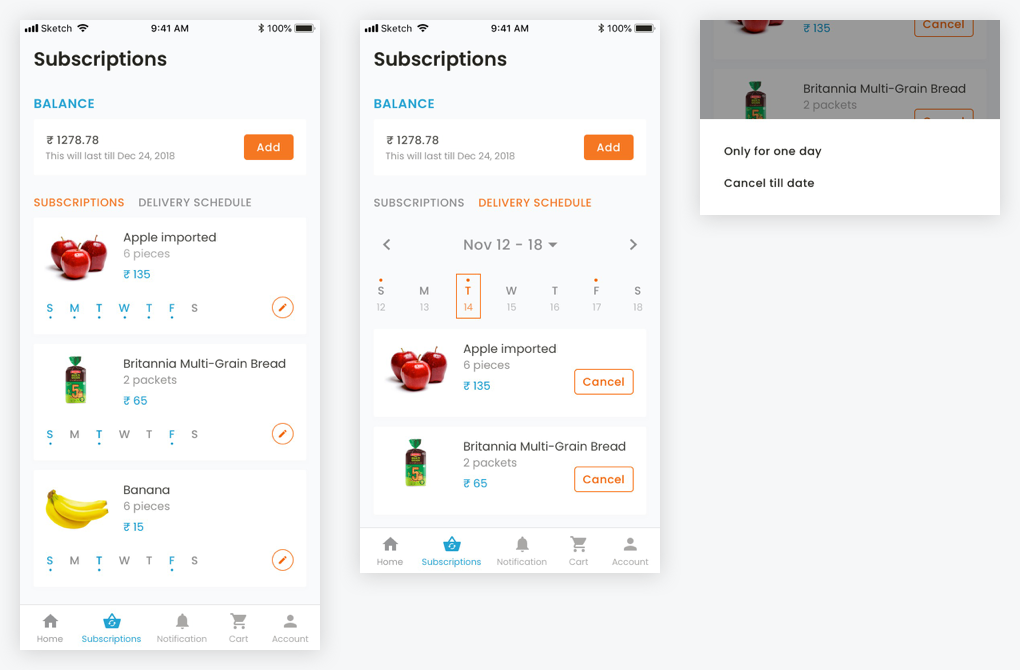 Sketch 9:41 AM 100%
Subscriptions
BALANCE
₹ 1278.78
This will last till Dec 24, 2018
Add
SUBSCRIPTIONS DELIVERY SCHEDULE
Apple imported
6 pieces
₹ 135
S M T W T F S
Britannia Multi-Grain Bread
2 packets
₹ 65
S M T W T F S
Banana
6 pieces
₹ 15
S M T W T F S
Home Subscriptions Notification Cart Account
Sketch 9:41 AM 100%
Subscriptions
BALANCE
₹ 1278.78
This will last till Dec 24, 2018
Add
SUBSCRIPTIONS DELIVERY SCHEDULE
Nov 12 - 18
S M T W T F S
12 13 14 15 16 17 18
Apple imported
6 pieces
₹ 135
Cancel
Britannia Multi-Grain Bread
2 packets
₹ 65
Cancel
Home Subscriptions Notification Cart Account
₹ 135
Cancel
Britannia Multi-Grain Bread
2 packets
Only for one day
Cancel till date